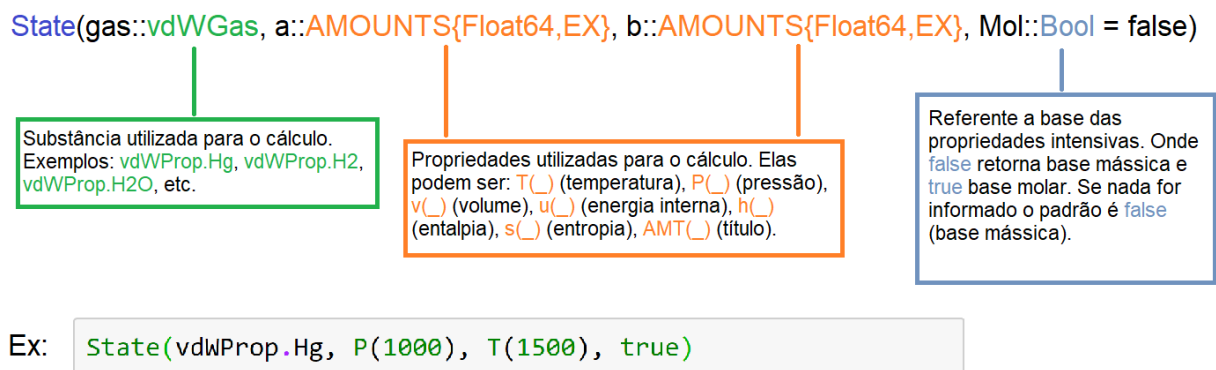 State(gas::vdWGas, a::AMOUNTS{Float64,EX}, b::AMOUNTS{Float64,EX}, Mol::Bool = false)
Substância utilizada para o cálculo.
Exemplos: vdWProp.Hg, vdWProp.H2,
vdWProp.H2O, etc.
Propriedades utilizadas para o cálculo. Elas
podem ser: T(_) (temperatura), P(_) (pressão),
v(_) (volume), u(_) (energia interna), h(_)
(entalpia), s(_) (entropia), AMT(_) (título).
Referente a base das
propriedades intensivas. Onde
false retorna base mássica e
true base molar. Se nada for
informado o padrão é false
(base mássica).
Ex: State(vdWProp.Hg, P(1000), T(1500), true)